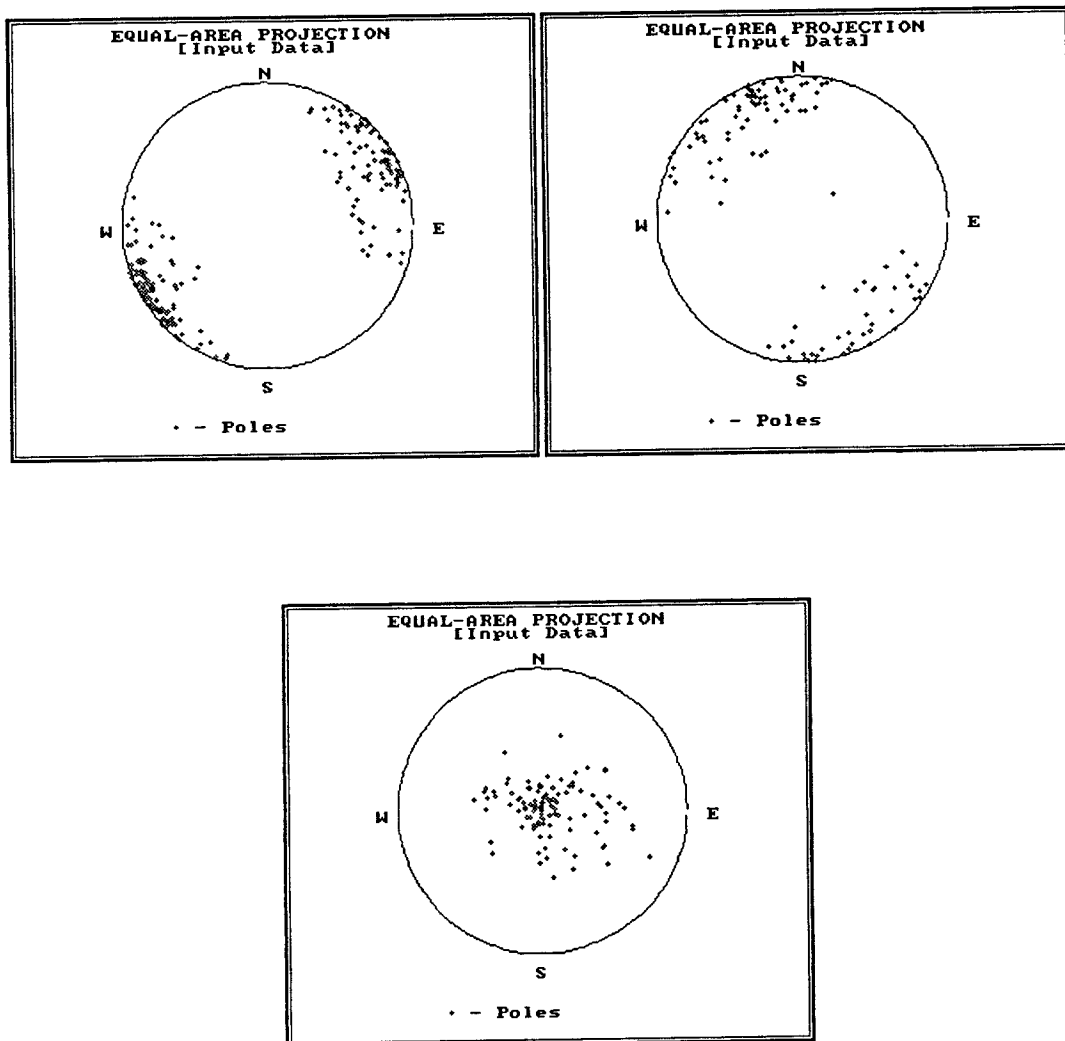 EQUAL-AREA PROJECTION
[Input Data]
N
W
E
S
· - Poles
EQUAL-AREA PROJECTION
[Input Data]
N
W
E
S
· - Poles
EQUAL-AREA PROJECTION
[Input Data]
N
W
E
S
· - Poles